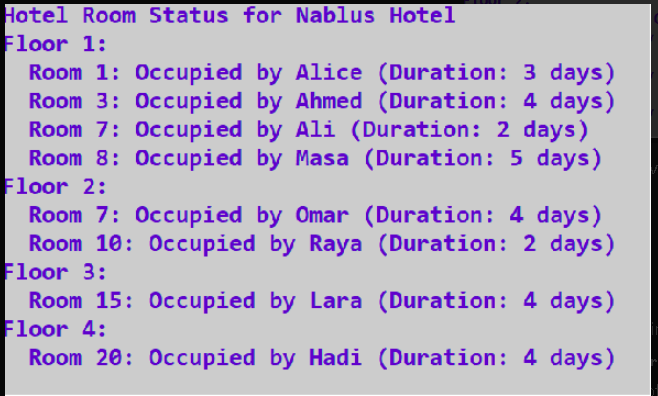 Hotel Room Status for Nablus Hotel
Floor 1:
Room 1: Occupied by Alice (Duration: 3 days)
Room 3: Occupied by Ahmed (Duration: 4 days)
Room 7: Occupied by Ali (Duration: 2 days)
Room 8: Occupied by Masa (Duration: 5 days)
Floor 2:
Room 7: Occupied by Omar (Duration: 4 days)
Room 10: Occupied by Raya (Duration: 2 days)
Floor 3:
Room 15: Occupied by Lara (Duration: 4 days)
Floor 4:
Room 20: Occupied by Hadi (Duration: 4 days)